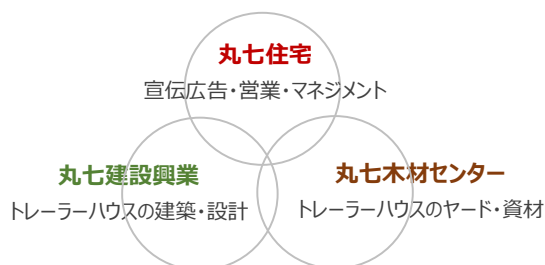 丸七住宅
宣伝広告・営業・マネジメント
丸七建設興業
トレーラーハウスの建築・設計
丸七木材センター
トレーラーハウスのヤード・資材